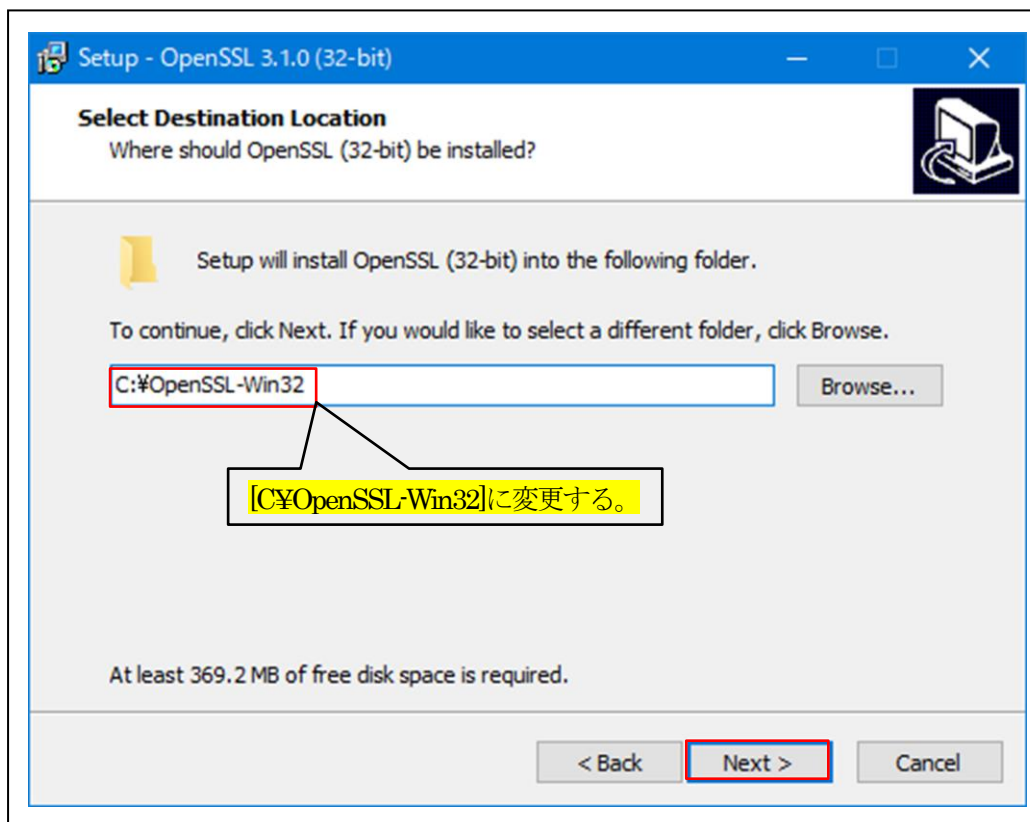 Setup - OpenSSL 3.1.0 (32-bit)
Select Destination Location
Where should OpenSSL (32-bit) be installed?
Setup will install OpenSSL (32-bit) into the following folder.
To continue, click Next. If you would like to select a different folder, click Browse.
C:¥OpenSSL-Win32
Browse...
[C¥OpenSSL-Win32]に変更する。
At least 369.2 MB of free disk space is required.
< Back
Next >
Cancel